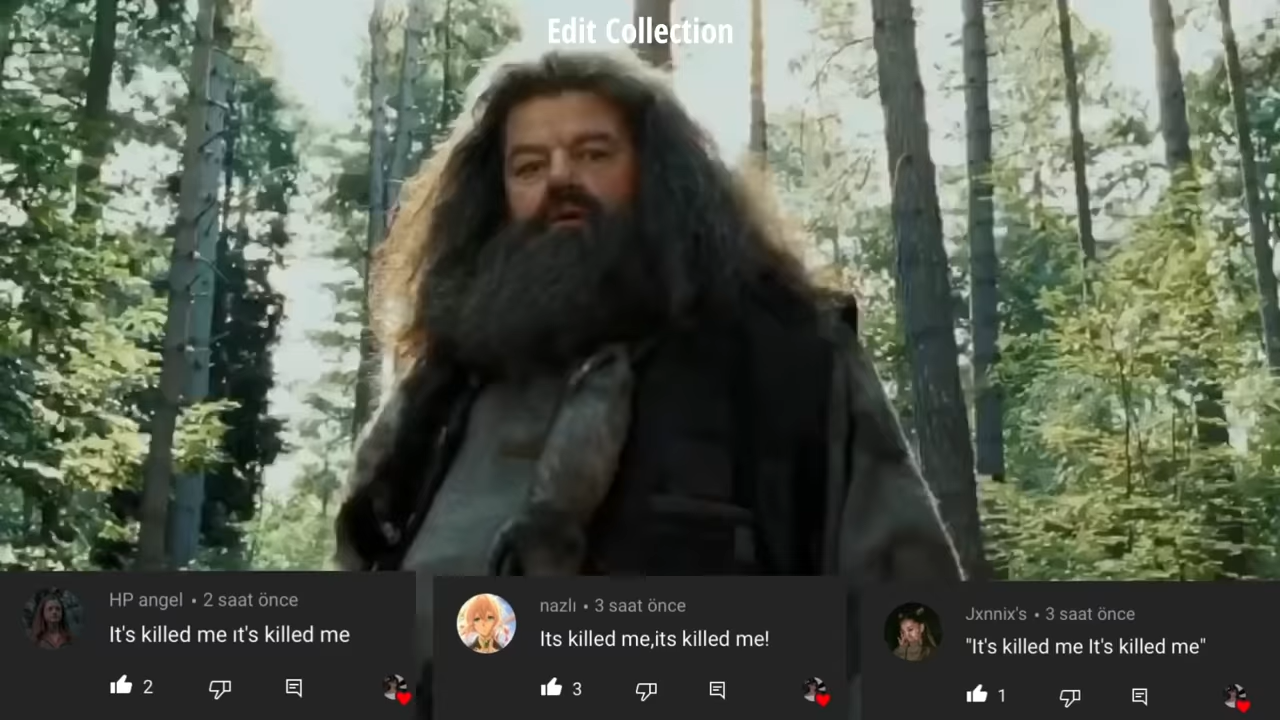 Edit Collection
HP angel • 2 saat önce
It's killed me ıt's killed me
2
nazlı • 3 saat önce
Its killed me,its killed me!
3
Jxnnix's • 3 saat önce
"It's killed me It's killed me"
1